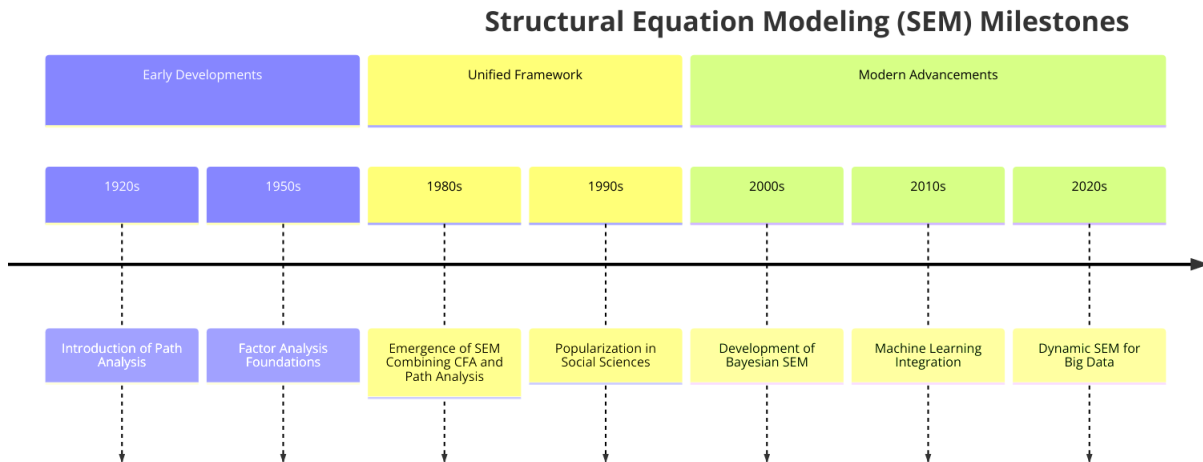 Structural Equation Modeling (SEM) Milestones
Early Developments
Unified Framework
Modern Advancements
1920s
1950s
1980s
1990s
2000s
2010s
2020s
Introduction of Path
Analysis
Factor Analysis
Foundations
Emergence of SEM
Combining CFA and
Path Analysis
Popularization in
Social Sciences
Development of
Bayesian SEM
Machine Learning
Integration
Dynamic SEM for
Big Data